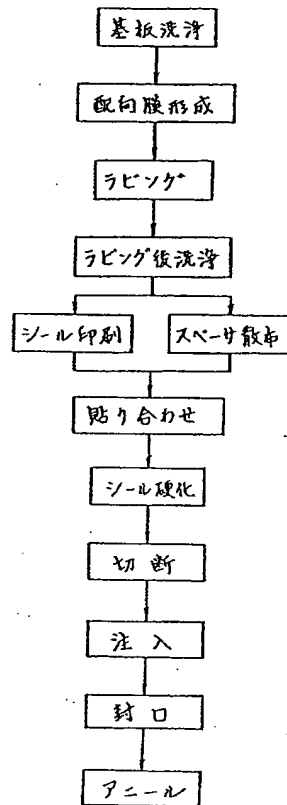 基板洗浄
配向膜形成
ラビング
ラビング後洗浄
シール印刷
スペーサ散布
貼り合わせ
シール硬化
切断
注入
封口
アニール